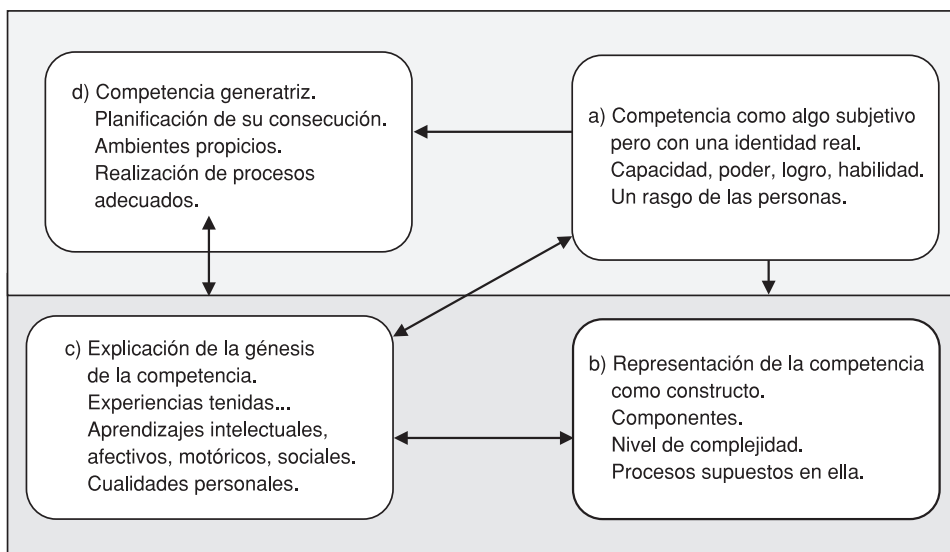 d) Competencia generatriz.
Planificación de su consecución.
Ambientes propicios.
Realización de procesos
adecuados.
a) Competencia como algo subjetivo
pero con una identidad real.
Capacidad, poder, logro, habilidad.
Un rasgo de las personas.
c) Explicación de la génesis
de la competencia.
Experiencias tenidas...
Aprendizajes intelectuales,
afectivos, motóricos, sociales.
Cualidades personales.
b) Representación de la competencia
como constructo.
Componentes.
Nivel de complejidad.
Procesos supuestos en ella.